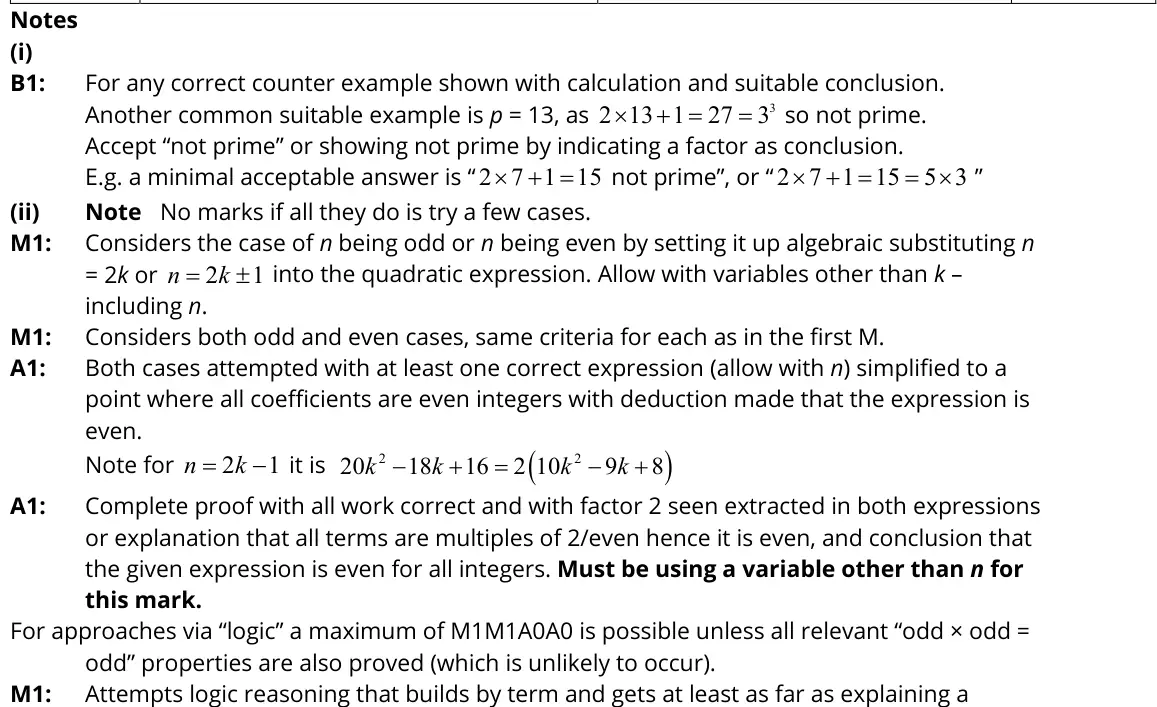 Notes
(i)
B1: For any correct counter example shown with calculation and suitable conclusion.
Another common suitable example is p = 13, as 2×13+1=27=3³ so not prime.
Accept “not prime” or showing not prime by indicating a factor as conclusion.
E.g. a minimal acceptable answer is “2×7+1=15 not prime”, or “2×7+1=15=5×3 ”
(ii) Note No marks if all they do is try a few cases.
M1: Considers the case of n being odd or n being even by setting it up algebraic substituting n
= 2k or n = 2k ±1 into the quadratic expression. Allow with variables other than k –
including n.
M1: Considers both odd and even cases, same criteria for each as in the first M.
A1: Both cases attempted with at least one correct expression (allow with n) simplified to a
point where all coefficients are even integers with deduction made that the expression is
even.
Note for n = 2k −1 it is 20k² −18k +16 = 2(10k² −9k +8)
A1: Complete proof with all work correct and with factor 2 seen extracted in both expressions
or explanation that all terms are multiples of 2/even hence it is even, and conclusion that
the given expression is even for all integers. Must be using a variable other than n for
this mark.
For approaches via “logic” a maximum of M1M1A0A0 is possible unless all relevant “odd × odd =
odd” properties are also proved (which is unlikely to occur).
M1: Attempts logic reasoning that builds by term and gets at least as far as explaining a